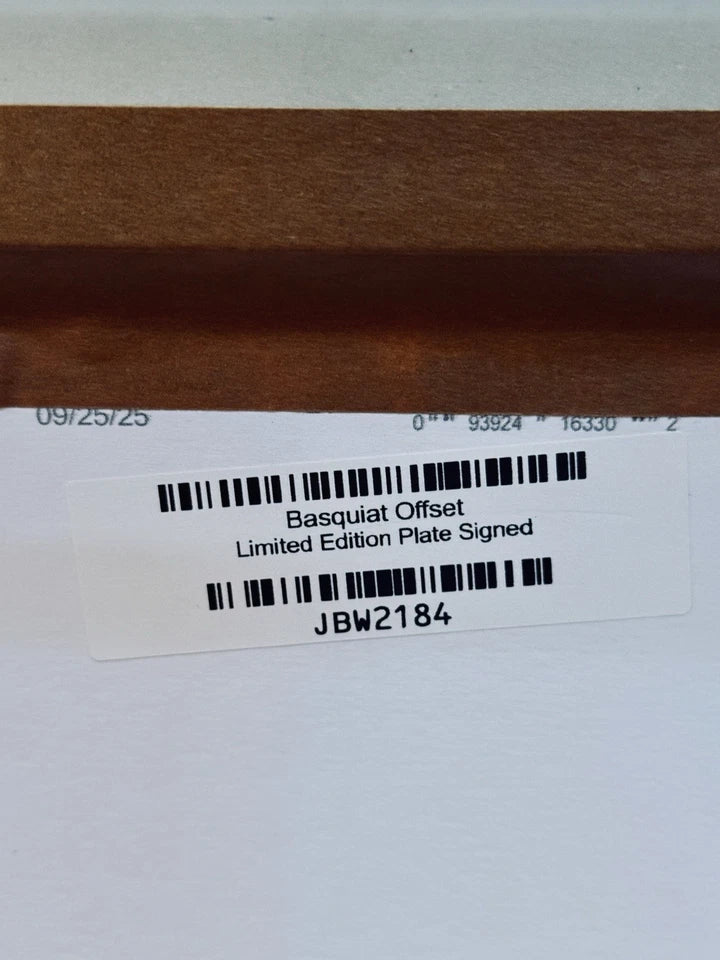 09/25/25
0 93924 16330 2
Basquiat Offset
Limited Edition Plate Signed
JBW2184